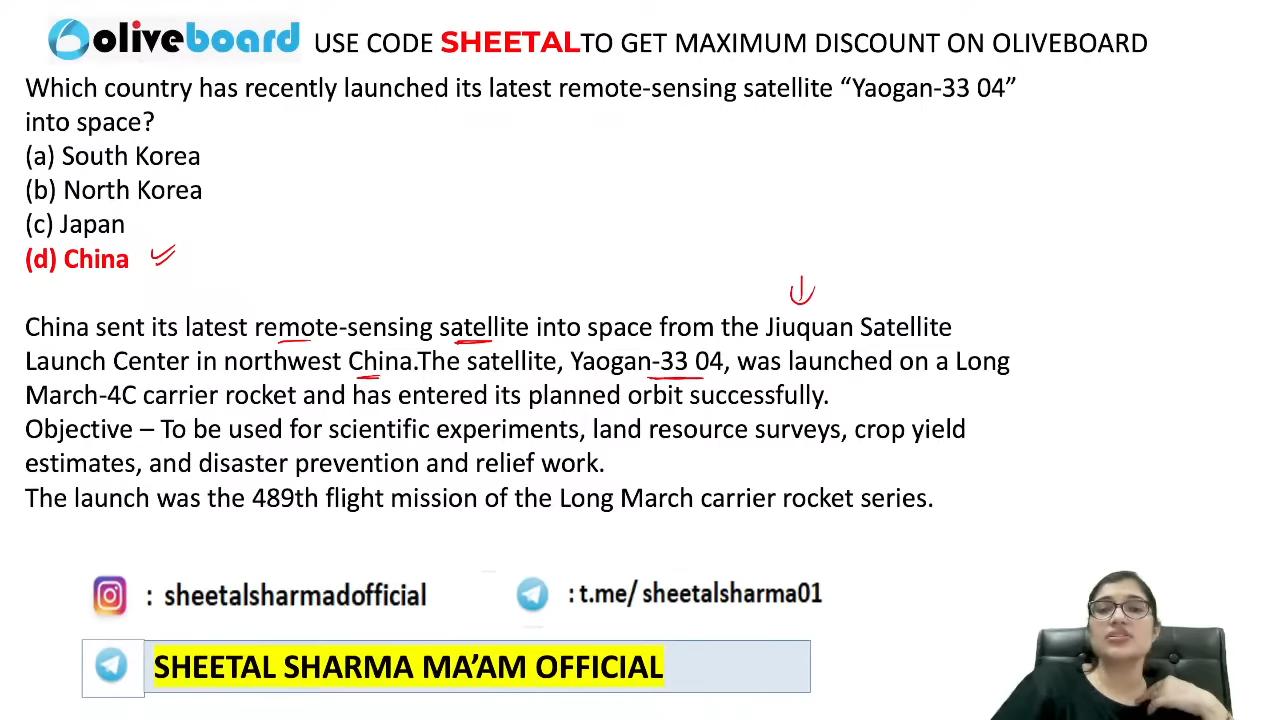 oliveboard USE CODE SHEETAL TO GET MAXIMUM DISCOUNT ON OLIVEBOARD
Which country has recently launched its latest remote-sensing satellite “Yaogan-33 04”
into space?
(a) South Korea
(b) North Korea
(c) Japan
(d) China
China sent its latest remote-sensing satellite into space from the Jiuquan Satellite
Launch Center in northwest China.The satellite, Yaogan-33 04, was launched on a Long
March-4C carrier rocket and has entered its planned orbit successfully.
Objective – To be used for scientific experiments, land resource surveys, crop yield
estimates, and disaster prevention and relief work.
The launch was the 489th flight mission of the Long March carrier rocket series.
: sheetalsharmadofficial : t.me/ sheetalsharma01
SHEETAL SHARMA MA’AM OFFICIAL